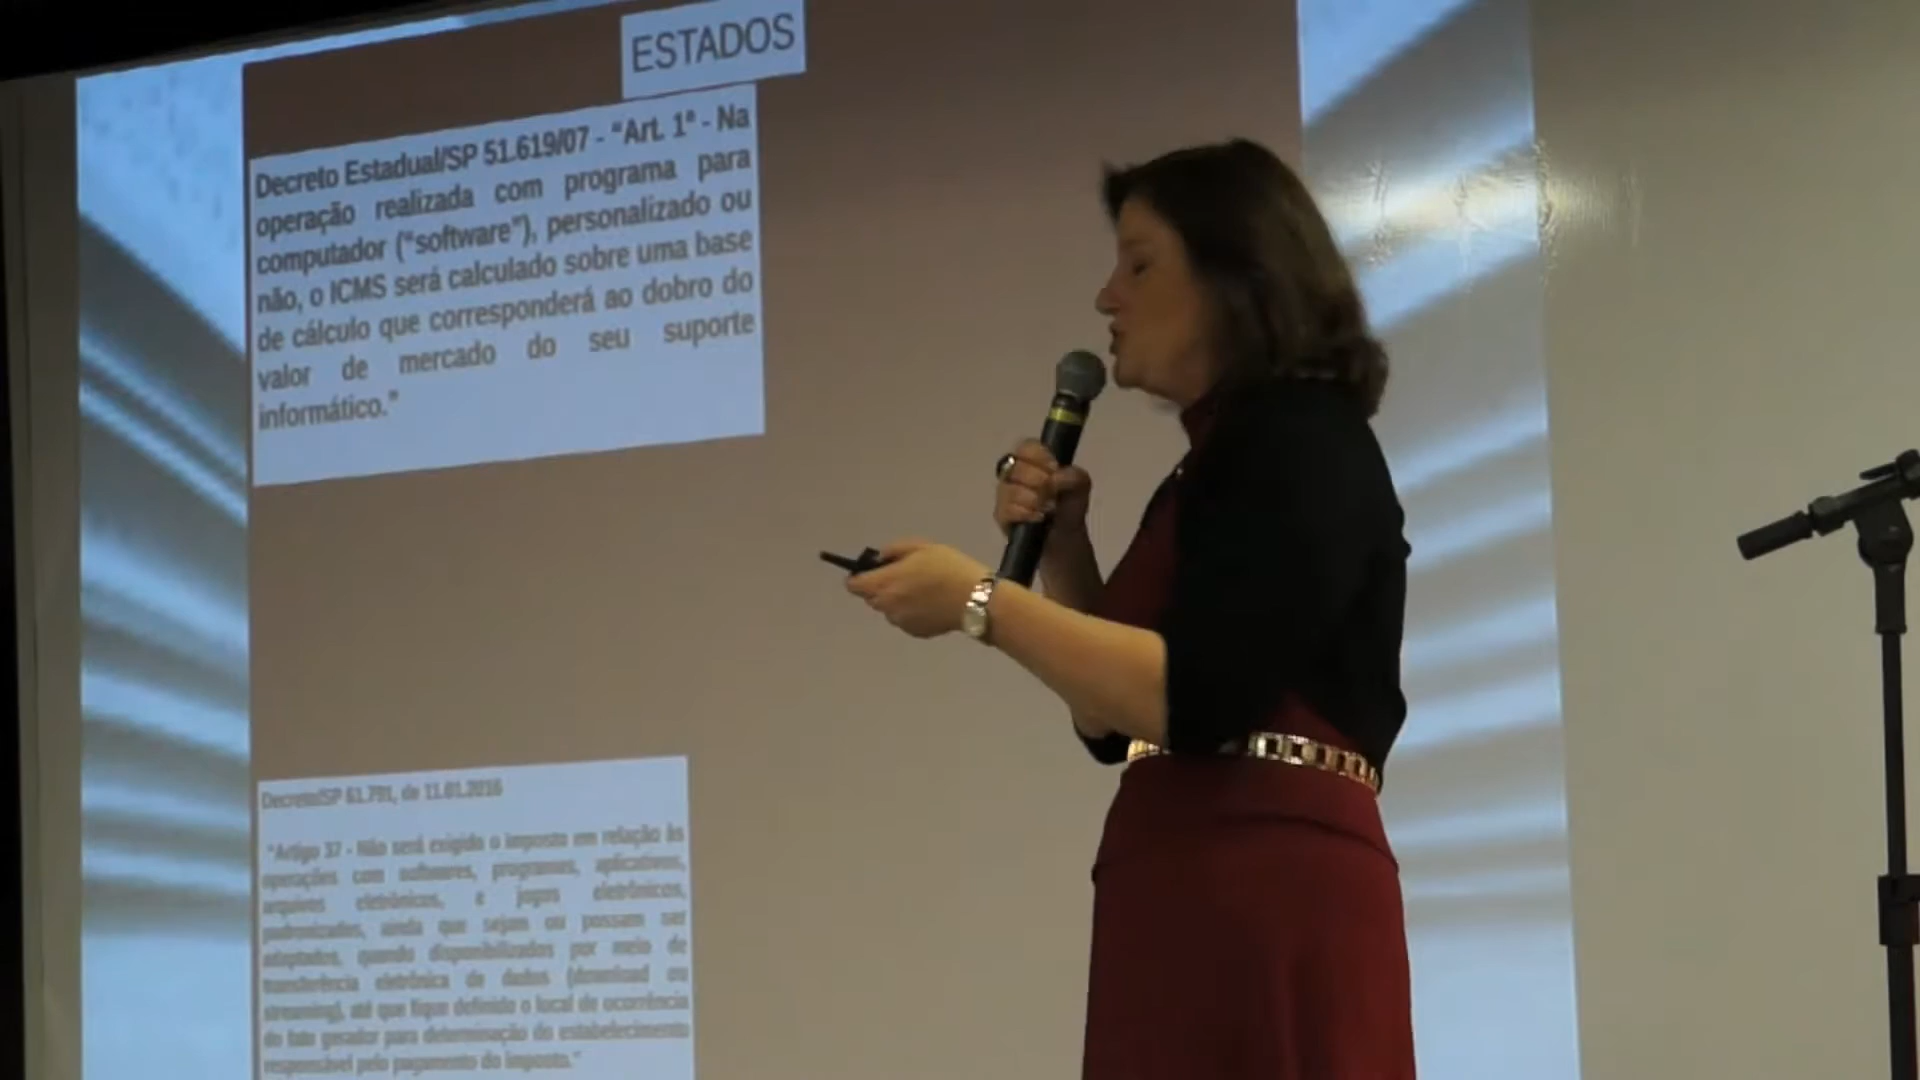 ESTADOS
Decreto Estadual/SP 51.619/07 - “Art. 1º - Na
operação realizada com programa para
computador (“software”), personalizado ou
não, o ICMS será calculado sobre uma base
de cálculo que corresponderá ao dobro do
valor de mercado do seu suporte
informático.”
Decreto/SP 61.791, de 11.01.2016
“Artigo 37 - Não será exigido o imposto em relação às
operações com softwares, programas, aplicativos,
arquivos eletrônicos, e jogos eletrônicos,
padronizados, ainda que sejam ou possam ser
adaptados, quando disponibilizados por meio de
transferência eletrônica de dados (download ou
streaming), até que fique definido o local de ocorrência
do fato gerador para determinação do estabelecimento
responsável pelo pagamento do imposto.”